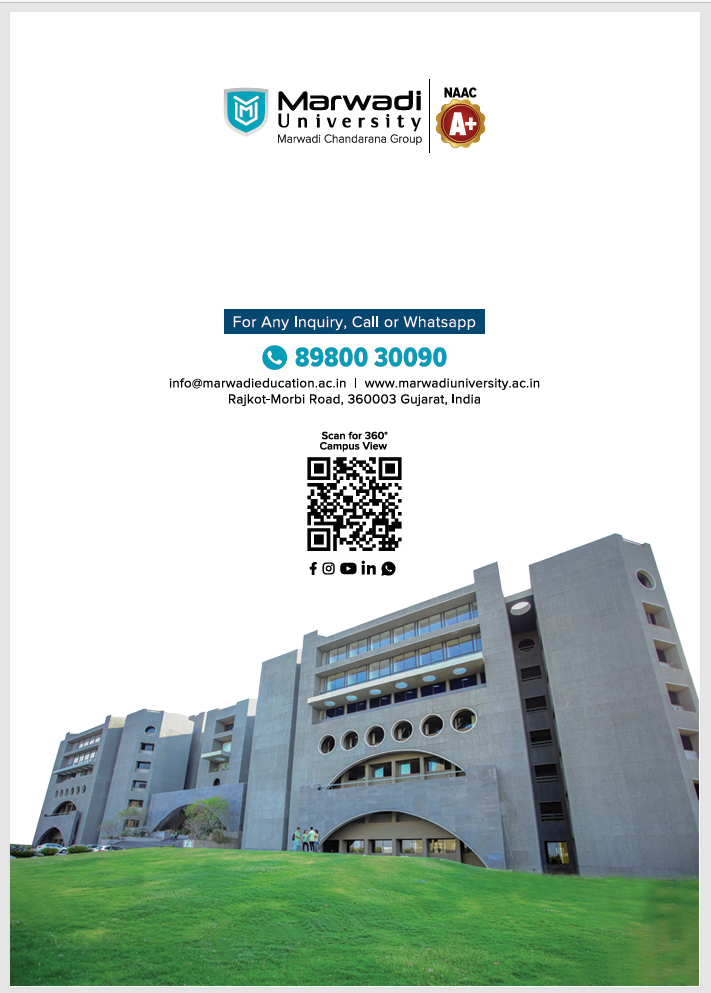 Marwadi
University
Marwadi Chandarana Group
NAAC
A+
For Any Inquiry, Call or Whatsapp
89800 30090
info@marwadieducation.ac.in | www.marwadiuniversity.ac.in
Rajkot-Morbi Road, 360003 Gujarat, India
Scan for 360°
Campus View